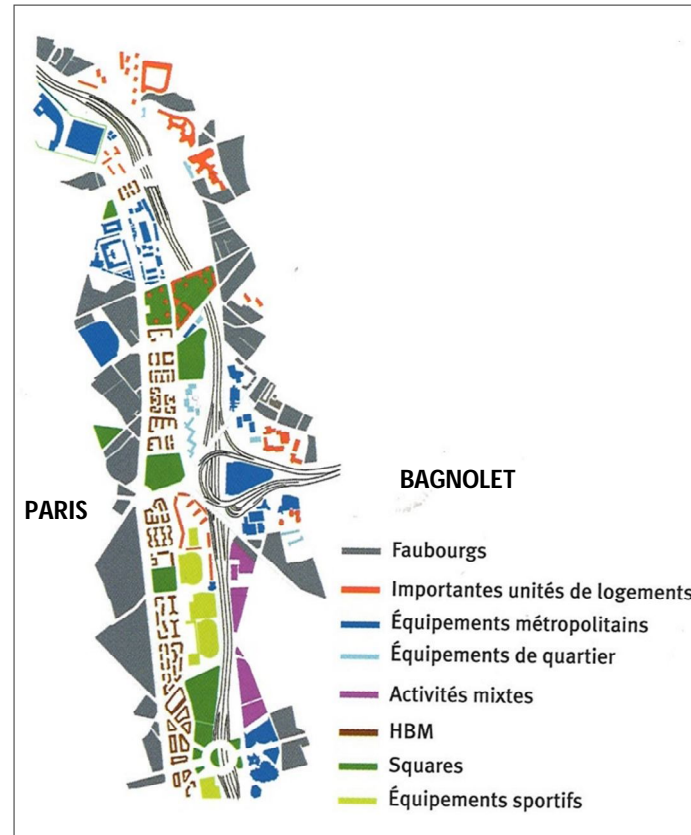 BAGNOLET
PARIS
Faubourgs
Importantes unités de logements
Équipements métropolitains
Équipements de quartier
Activités mixtes
HBM
Squares
Équipements sportifs